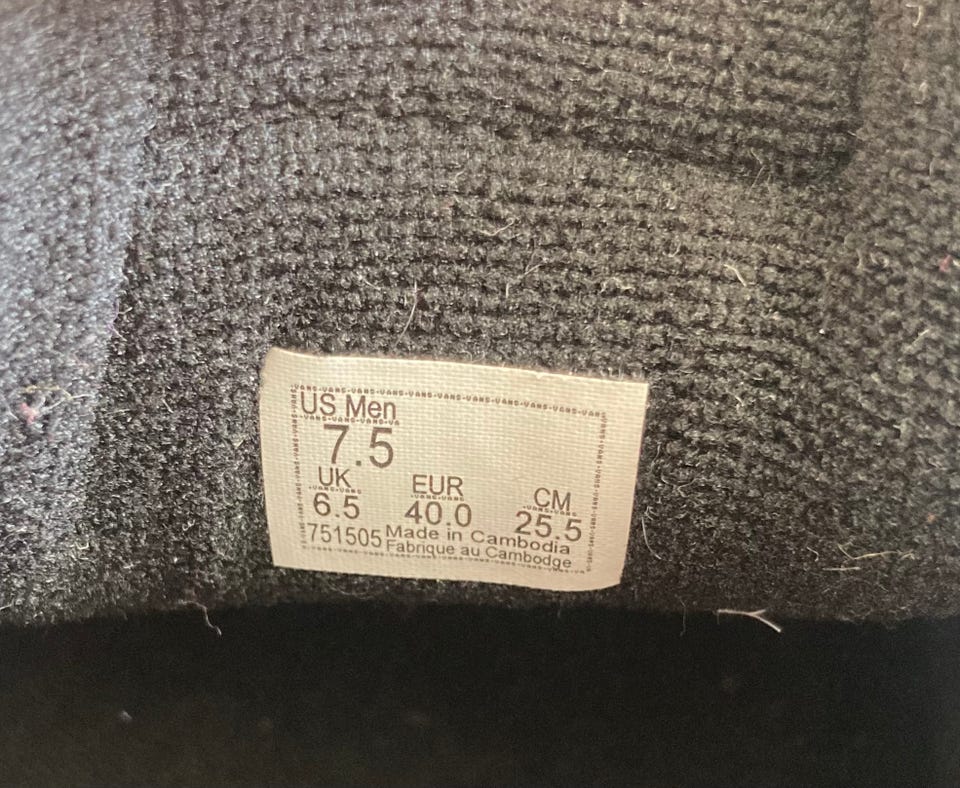 US Men
7.5
UK EUR CM
6.5 40.0 25.5
751505 Made in Cambodia
Fabrique au Cambodge